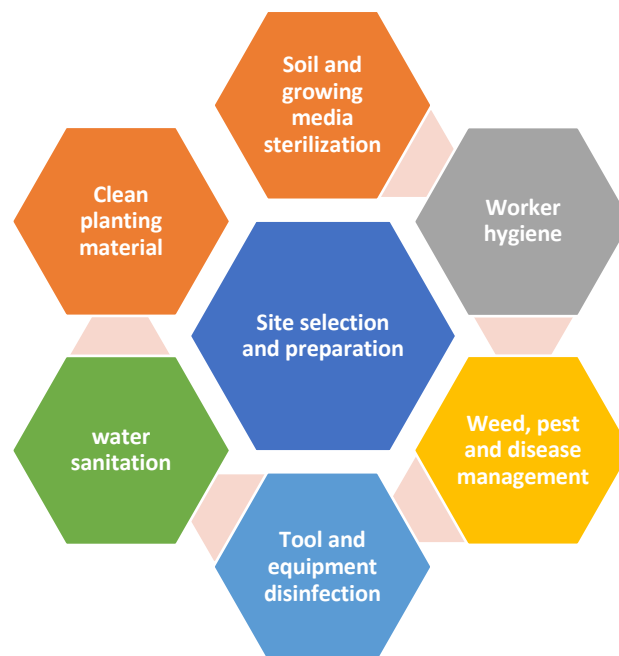 Soil and
growing
media
sterilization
Clean
planting
material
Worker
hygiene
Site selection
and preparation
water
sanitation
Weed, pest
and disease
management
Tool and
equipment
disinfection